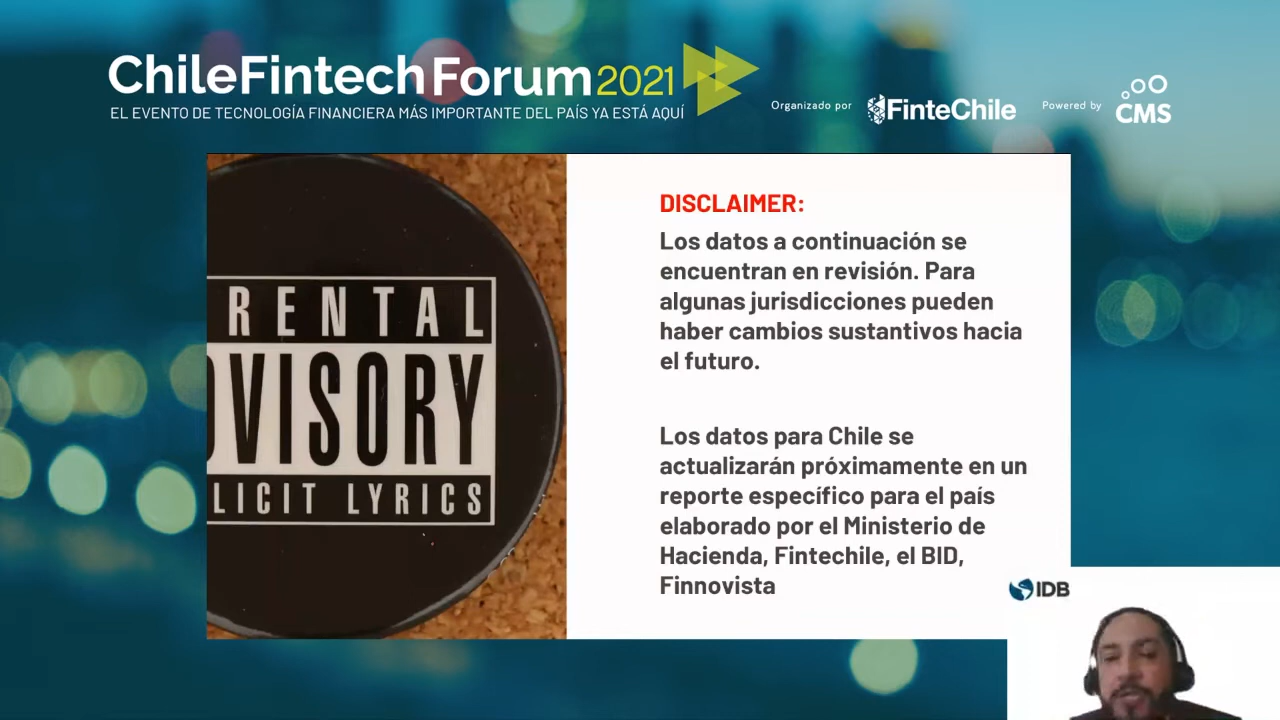 ChileFintechForum 2021
EL EVENTO DE TECNOLOGÍA FINANCIERA MÁS IMPORTANTE DEL PAÍS YA ESTÁ AQUÍ
Organizado por
FinteChile
Powered by
CMS
RENTAL
VISORY
LICIT LYRICS
DISCLAIMER:
Los datos a continuación se
encuentran en revisión. Para
algunas jurisdicciones pueden
haber cambios sustantivos hacia
el futuro.
Los datos para Chile se
actualizarán próximamente en un
reporte específico para el país
elaborado por el Ministerio de
Hacienda, Fintechile, el BID,
Finnovista
IDB